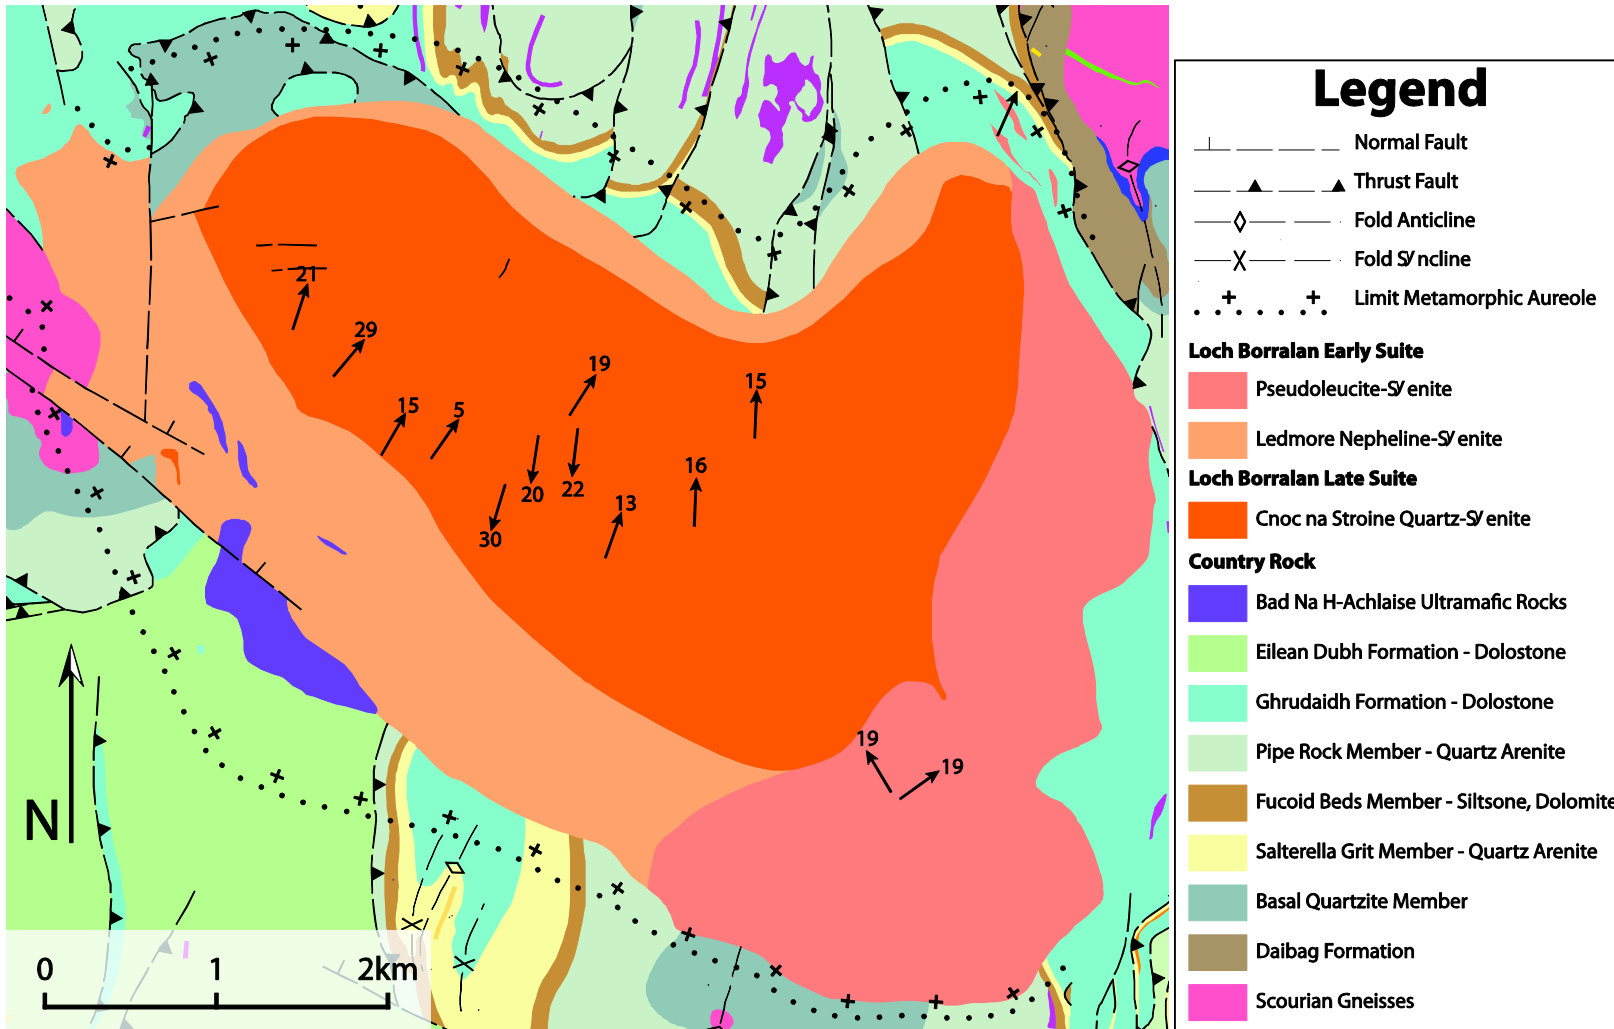 21
29
19
15
15
5
16
20
22
13
30
19
19
N
0 1 2km
Legend
Normal Fault
Thrust Fault
Fold Anticline
Fold Syncline
Limit Metamorphic Aureole
Loch Borralan Early Suite
Pseudoleucite-Syenite
Ledmore Nepheline-Syenite
Loch Borralan Late Suite
Cnoc na Stroine Quartz-Syenite
Country Rock
Bad Na H-Achlaise Ultramafic Rocks
Eilean Dubh Formation - Dolostone
Ghrudaidh Formation - Dolostone
Pipe Rock Member - Quartz Arenite
Fucoid Beds Member - Siltsone, Dolomite
Salterella Grit Member - Quartz Arenite
Basal Quartzite Member
Daibag Formation
Scourian Gneisses